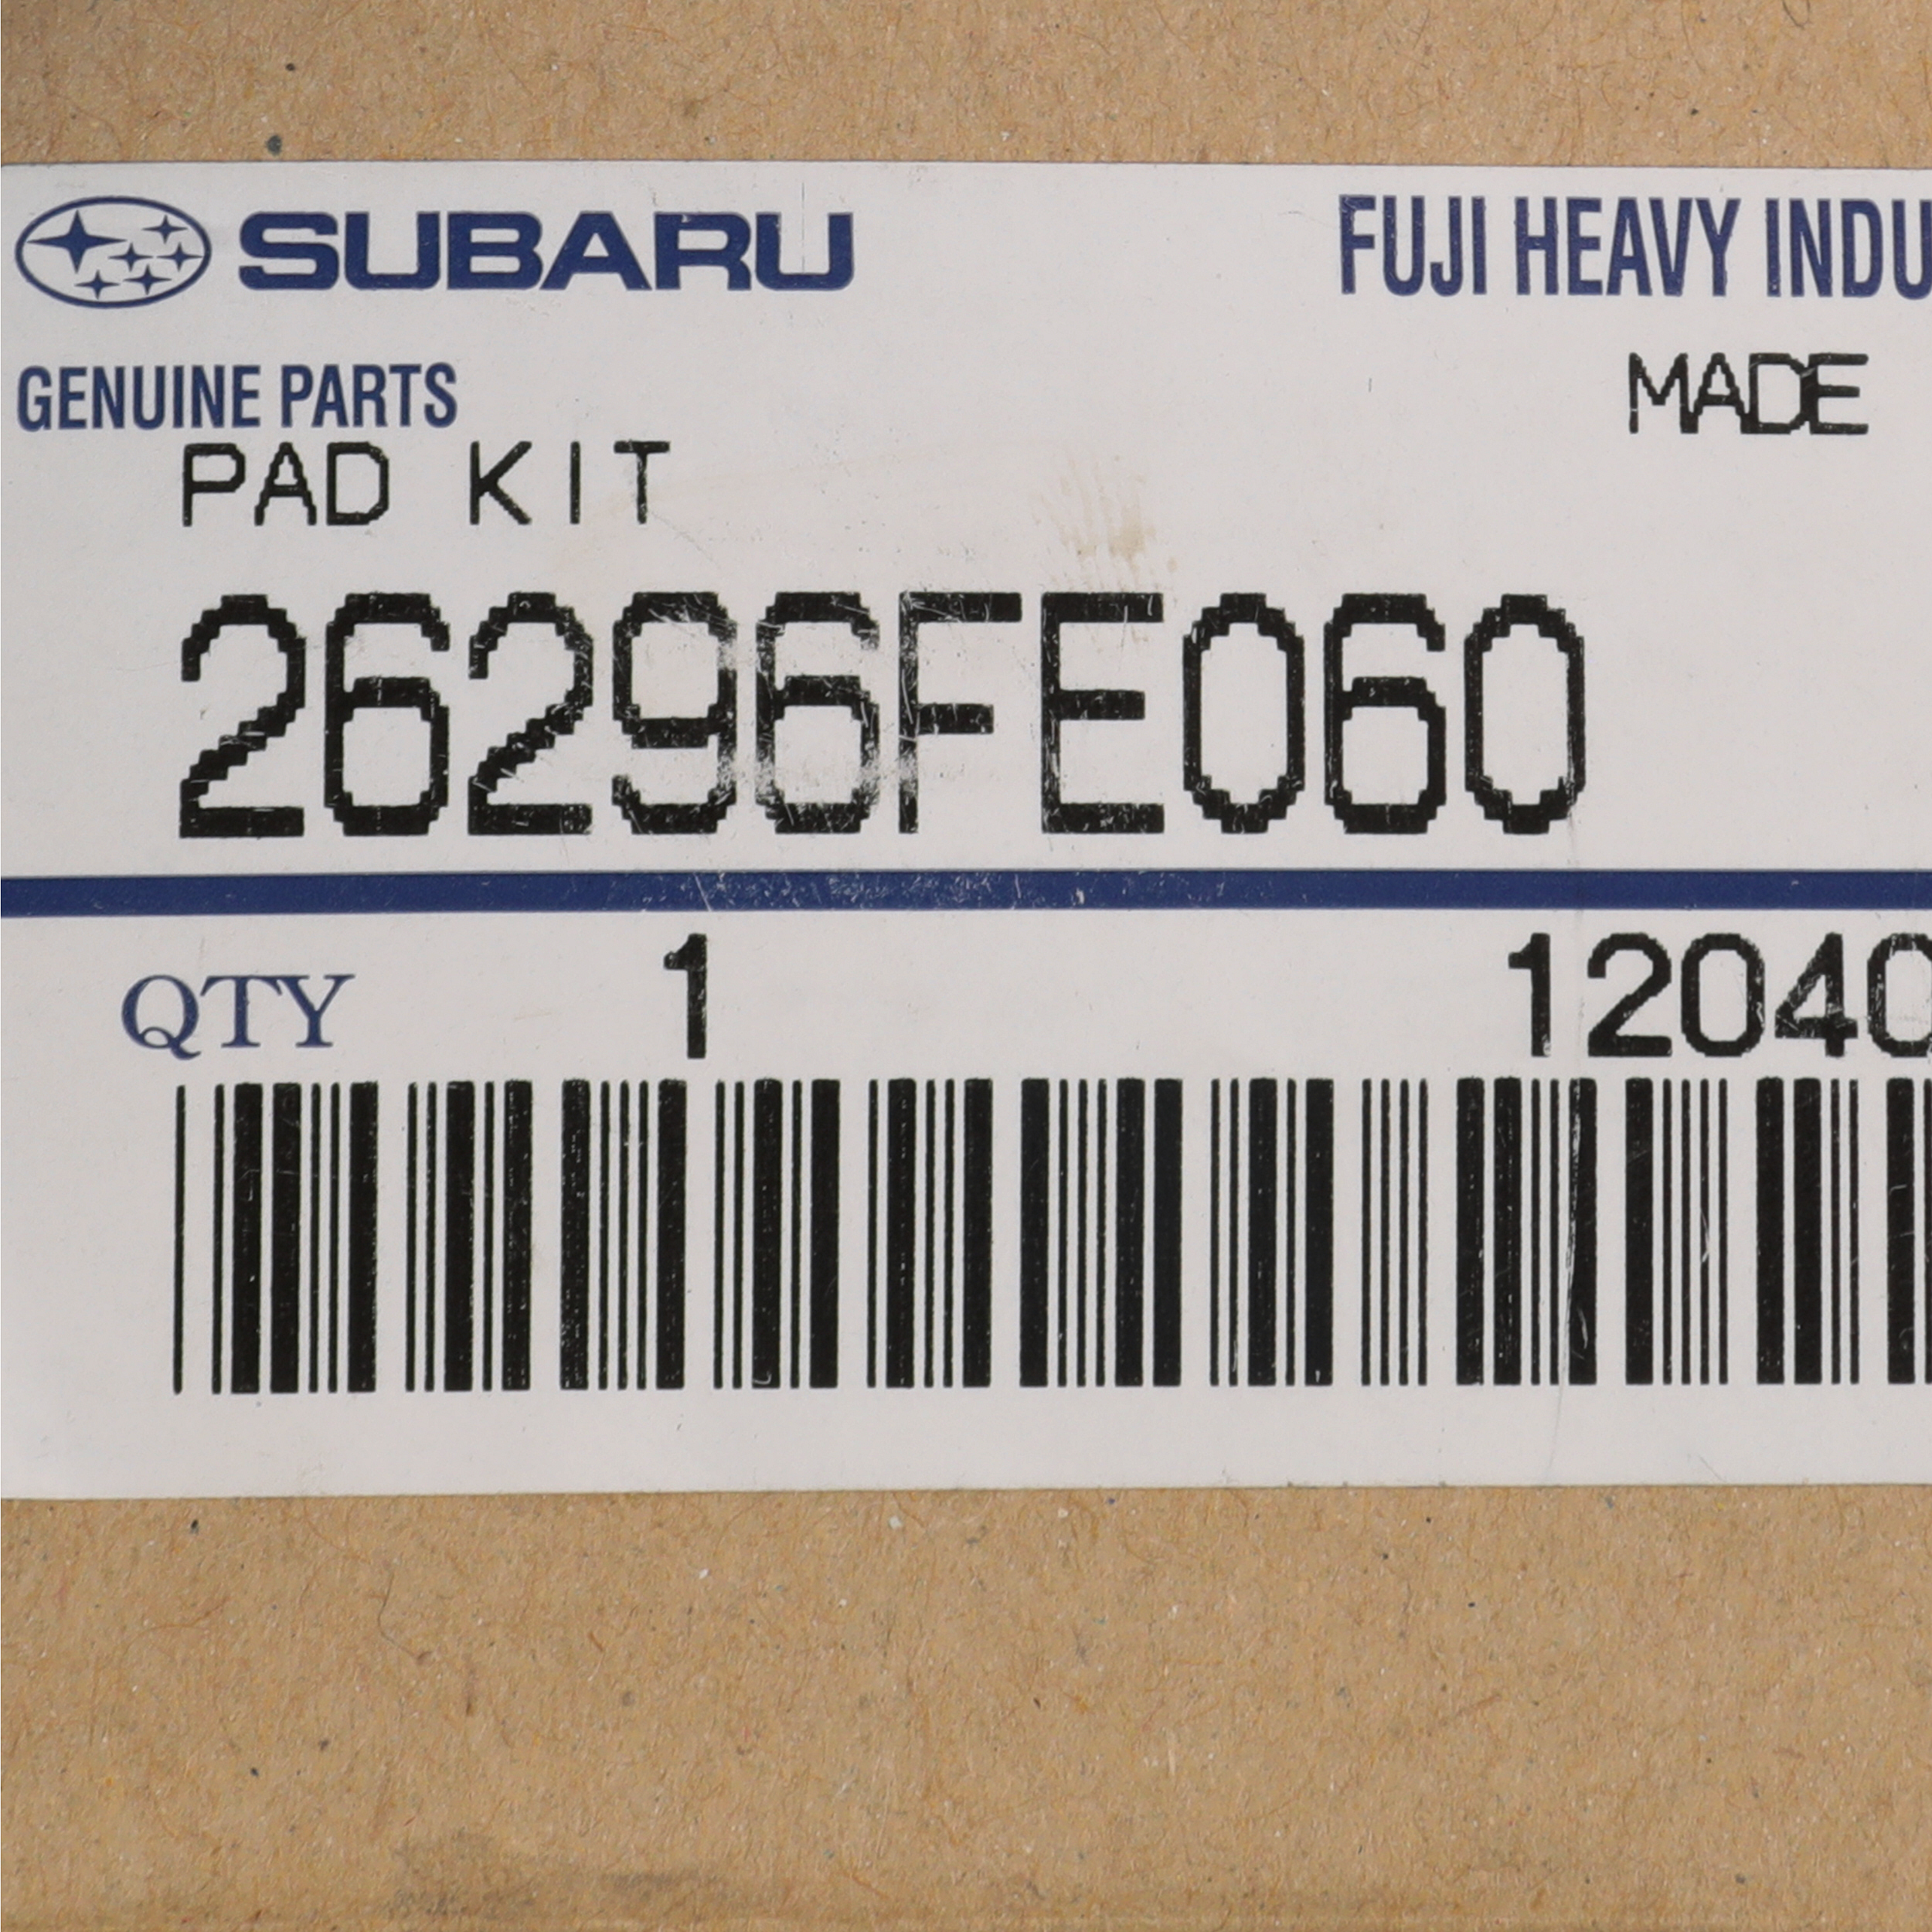 SUBARU FUJI HEAVY INDU
GENUINE PARTS MADE
PAD KIT
26296FE060
QTY 1 12040